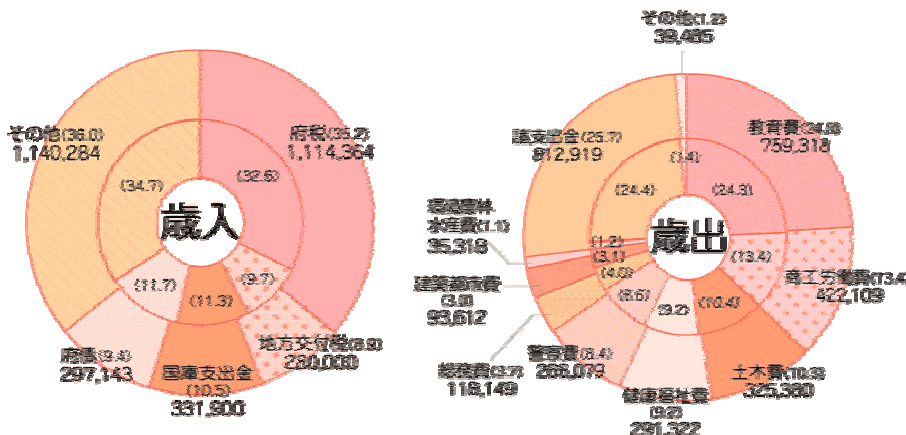 歳入
府税(35.2)
1,114,364
(32.6)
地方交付税(8.9)
280,000
(9.7)
国庫支出金
(10.5)
331,900
(11.3)
府債(9.4)
297,143
(11.7)
その他(36.0)
1,140,284
(34.7)
歳出
その他(1.2)
(1.4)
教育費(24.0)
759,318
(24.3)
商工労働費(13.4)
422,109
(13.4)
土木費(10.3)
325,380
(10.4)
健康福祉費
(9.2)
291,322
(9.2)
警察費(8.4)
(8.6)
総務費(3.7)
118,149
(4.0)
建築都市費
(3.0)
93,612
(3.1)
環境農林
水産費(1.1)
35,318
(1.2)
諸支出金(25.7)
812,919
(24.4)